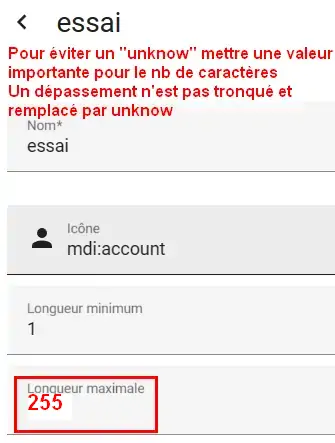 essai
Pour éviter un "unknow" mettre une valeur
importante pour le nb de caractères
Un dépassement n'est pas tronqué et
remplacé par unknow
Nom*
essai
Icône
mdi:account
Longueur minimum
1
Longueur maximale
255